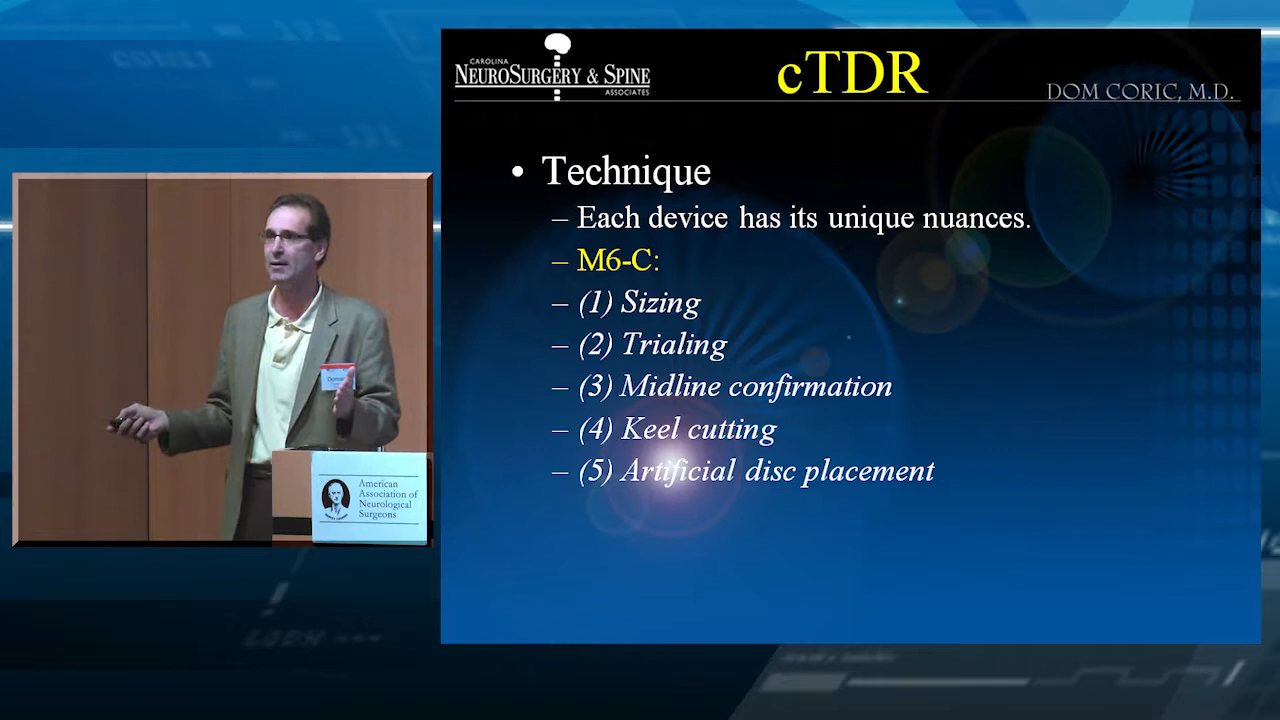 CAROLINA
NEUROSURGERY & SPINE
ASSOCIATES
cTDR
DOM CORIC, M.D.
• Technique
– Each device has its unique nuances.
– M6-C:
– (1) Sizing
– (2) Trialing
– (3) Midline confirmation
– (4) Keel cutting
– (5) Artificial disc placement
American
Association of
Neurological
Surgeons